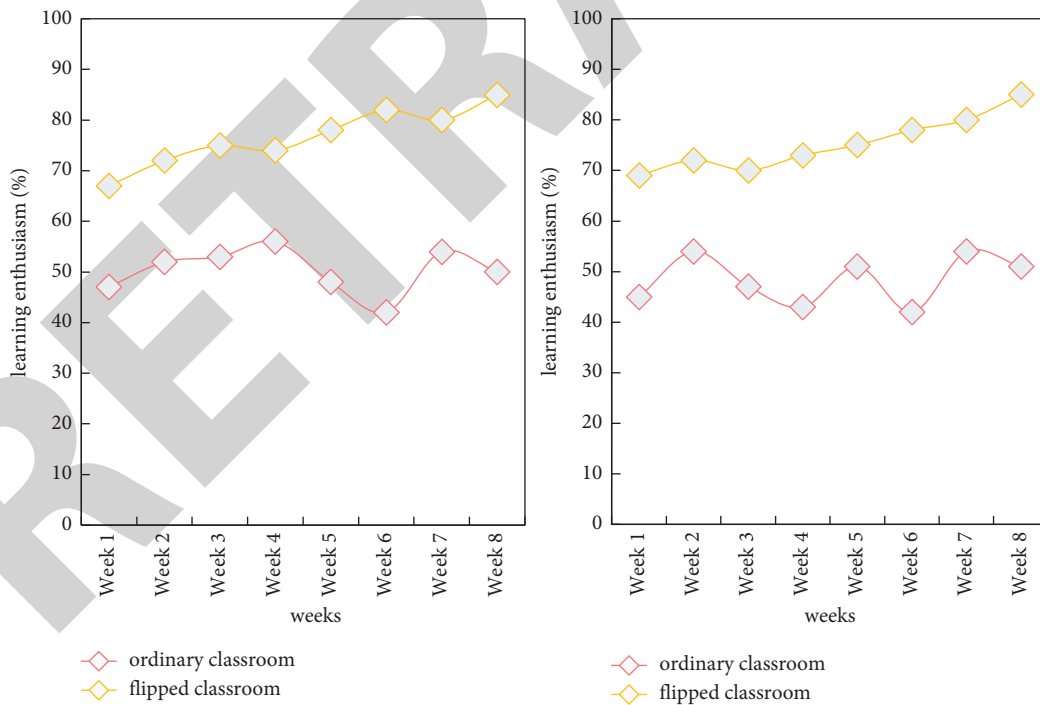 100
90
80
70
60
50
40
30
20
10
0
learning enthusiasm (%)
Week 1
Week 2
Week 3
Week 4
Week 5
Week 6
Week 7
Week 8
weeks
ordinary classroom
flipped classroom
100
90
80
70
60
50
40
30
20
10
0
learning enthusiasm (%)
Week 1
Week 2
Week 3
Week 4
Week 5
Week 6
Week 7
Week 8
weeks
ordinary classroom
flipped classroom
RETRA